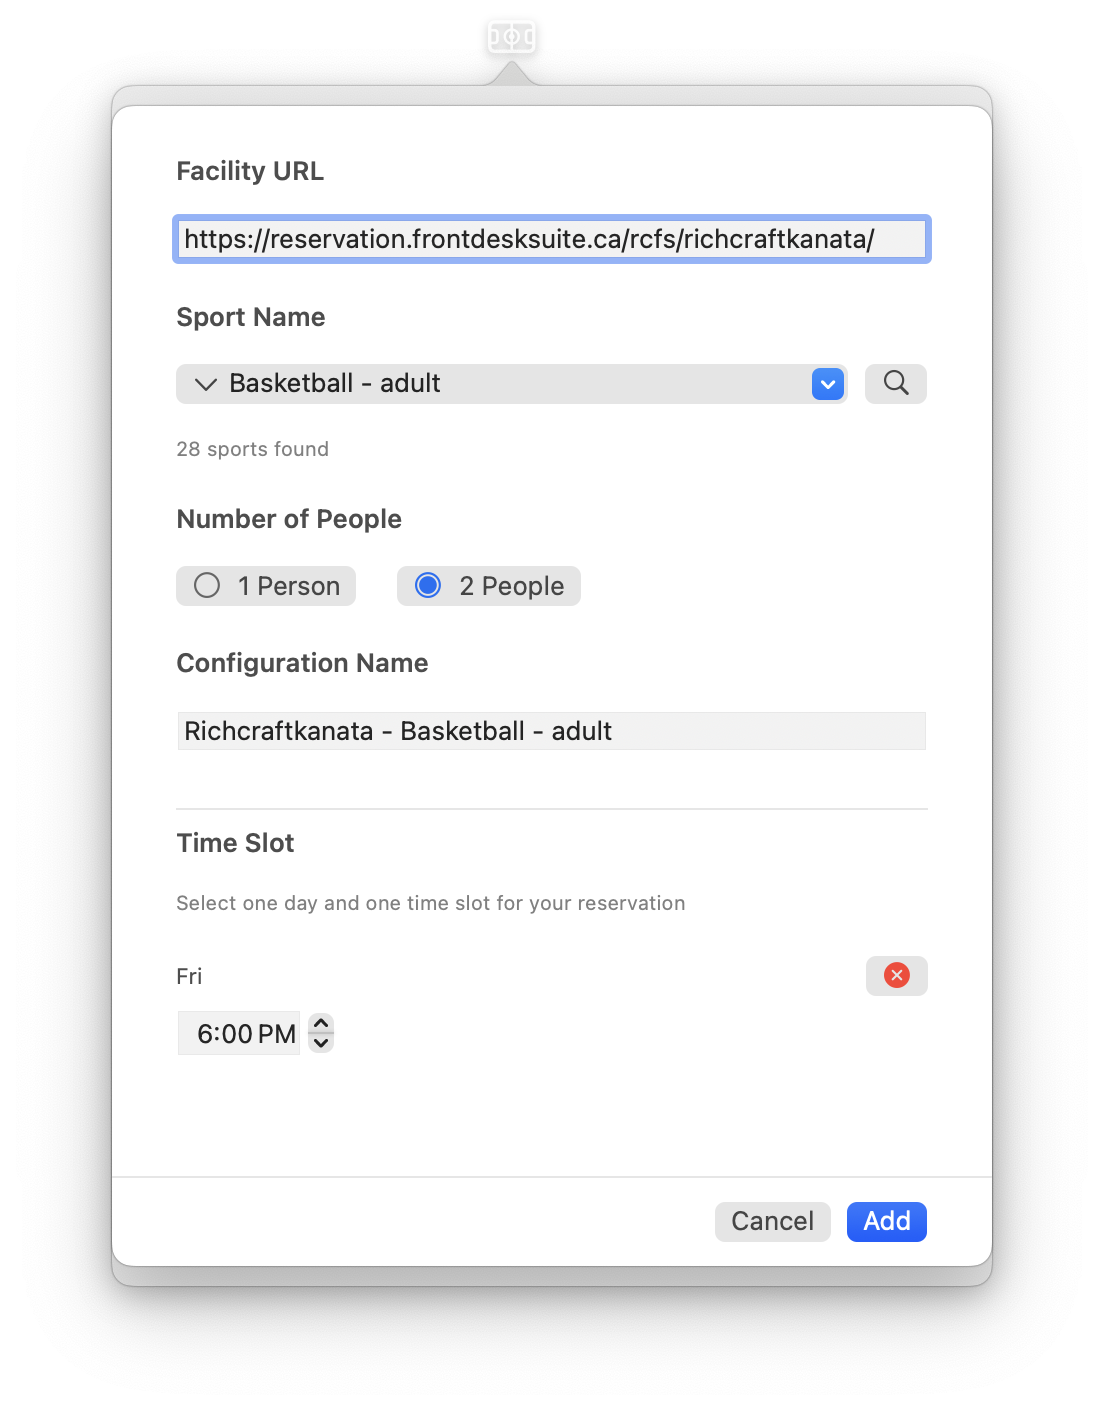 Facility URL
https://reservation.frontdesksuite.ca/rcfs/richcraftkanata/
Sport Name
Basketball - adult
28 sports found
Number of People
1 Person
2 People
Configuration Name
Richcraftkanata - Basketball - adult
Time Slot
Select one day and one time slot for your reservation
Fri
6:00 PM
Cancel
Add